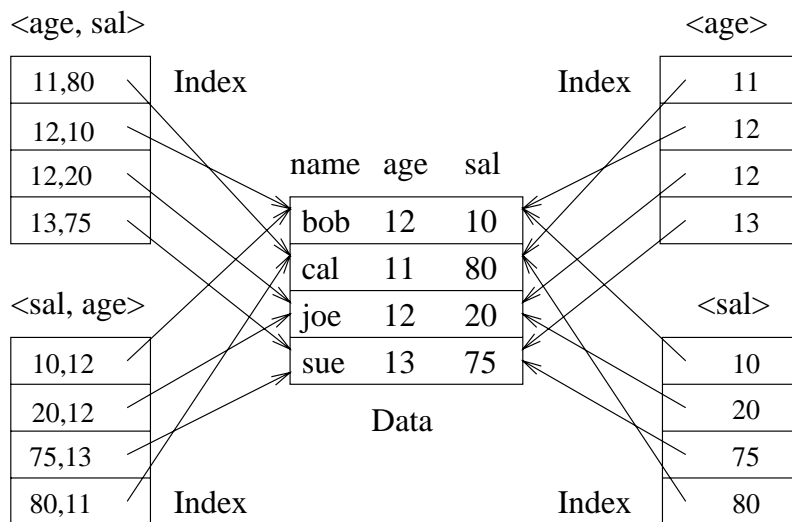 <age, sal>
11,80
12,10
12,20
13,75
Index
<sal, age>
10,12
20,12
75,13
80,11
Index
name age sal
bob 12 10
cal 11 80
joe 12 20
sue 13 75
Data
<age>
Index
11
12
12
13
<sal>
10
20
75
80
Index